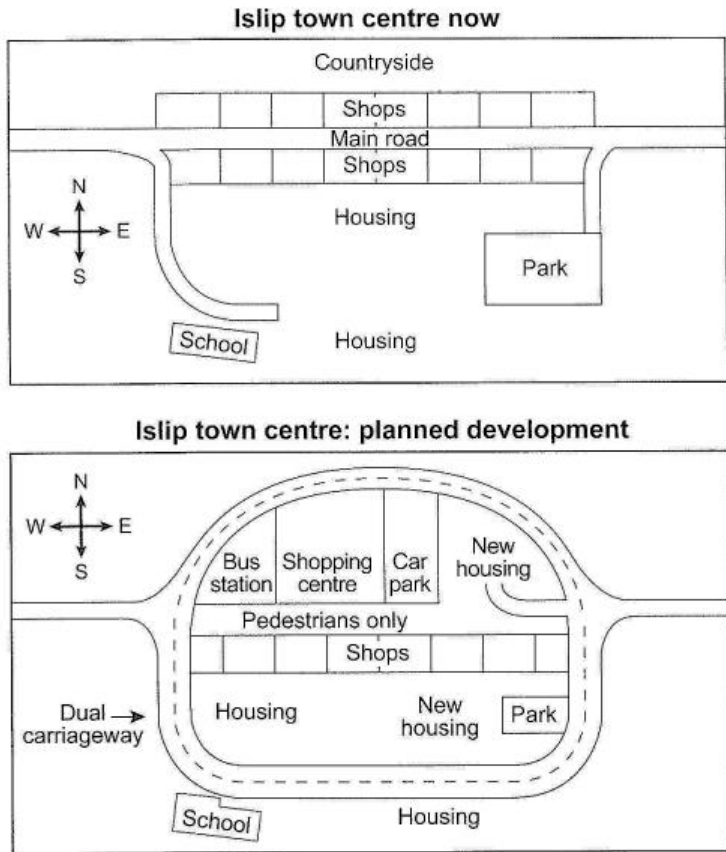 Islip town centre now
Countryside
Shops
Main road
Shops
N
W E
S
Housing
Park
School
Housing
Islip town centre: planned development
N
W E
S
Bus
station
Shopping
centre
Car
park
New
housing
Pedestrians only
Shops
Dual
carriageway
Housing
New
housing
Park
School
Housing